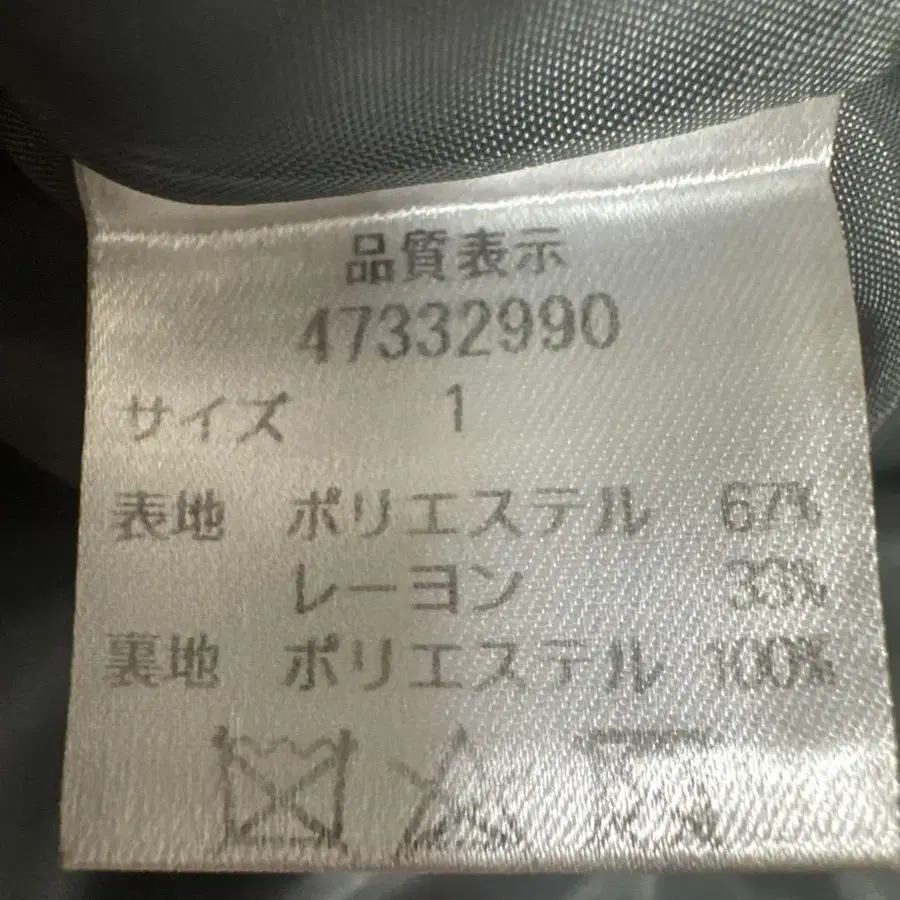 品質表示
47332990
サイズ 1
表地 ポリエステル 67%
レーヨン 33%
裏地 ポリエステル 100%